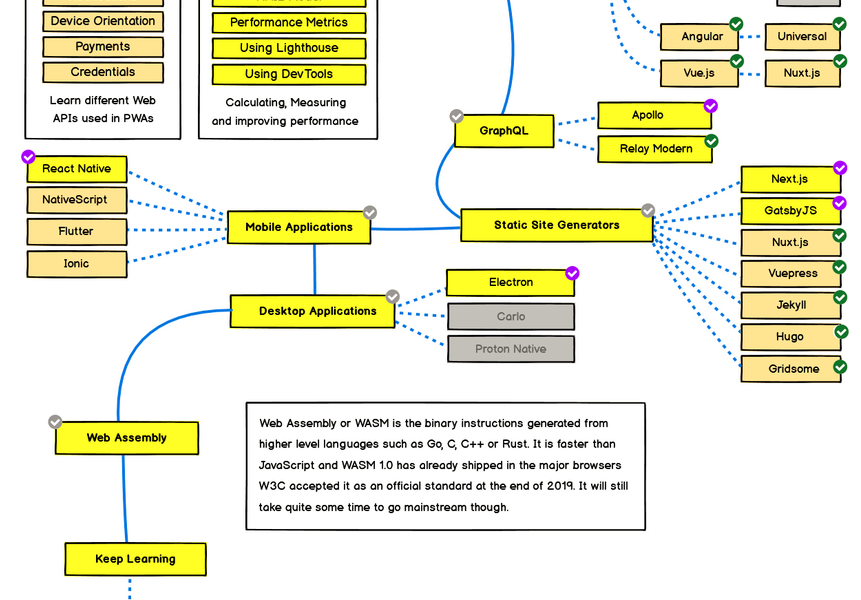 Device Orientation
Payments
Credentials
Learn different Web
APIs used in PWAs
Performance Metrics
Using Lighthouse
Using DevTools
Calculating, Measuring
and improving performance
Angular
Universal
Vue.js
Nuxt.js
GraphQL
Apollo
Relay Modern
React Native
NativeScript
Flutter
Ionic
Mobile Applications
Static Site Generators
Next.js
GatsbyJS
Nuxt.js
Vuepress
Jekyll
Hugo
Gridsome
Desktop Applications
Electron
Carlo
Proton Native
Web Assembly
Web Assembly or WASM is the binary instructions generated from
higher level languages such as Go, C, C++ or Rust. It is faster than
JavaScript and WASM 1.0 has already shipped in the major browsers
W3C accepted it as an official standard at the end of 2019. It will still
take quite some time to go mainstream though.
Keep Learning